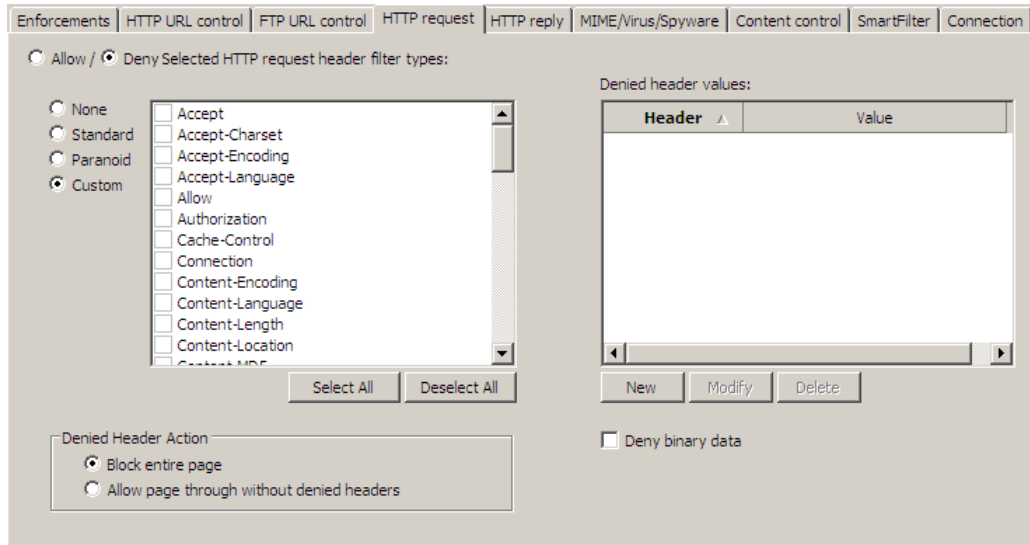 Enforcements HTTP URL control FTP URL control HTTP request HTTP reply MIME/Virus/Spyware Content control SmartFilter Connection
Allow / Deny Selected HTTP request header filter types:
None
Standard
Paranoid
Custom
Accept
Accept-Charset
Accept-Encoding
Accept-Language
Allow
Authorization
Cache-Control
Connection
Content-Encoding
Content-Language
Content-Length
Content-Location
Content-MD5
Select All Deselect All
Denied header values:
Header Value
New Modify Delete
Denied Header Action
Block entire page
Allow page through without denied headers
Deny binary data